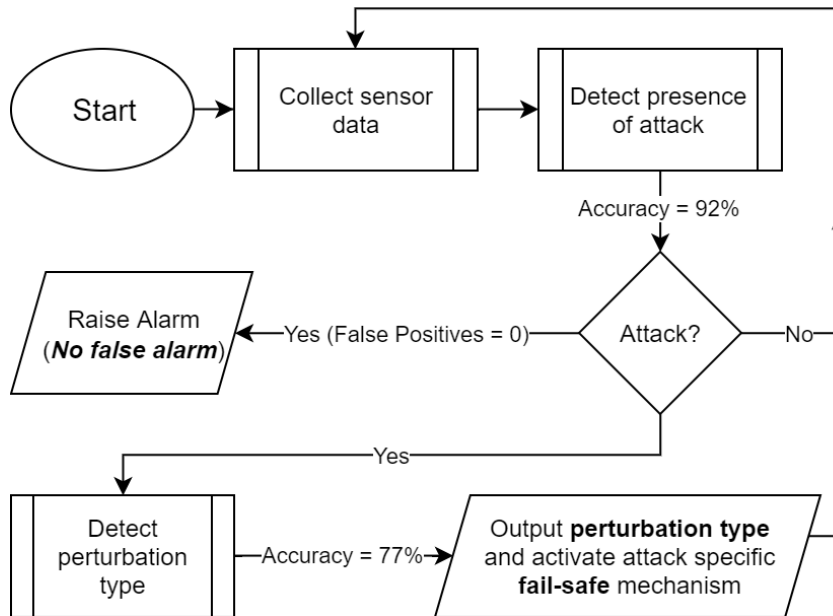 Start
Collect sensor
data
Detect presence
of attack
Accuracy = 92%
Raise Alarm
(No false alarm)
Yes (False Positives = 0)
Attack?
No
Yes
Detect
perturbation
type
Accuracy = 77%
Output perturbation type
and activate attack specific
fail-safe mechanism